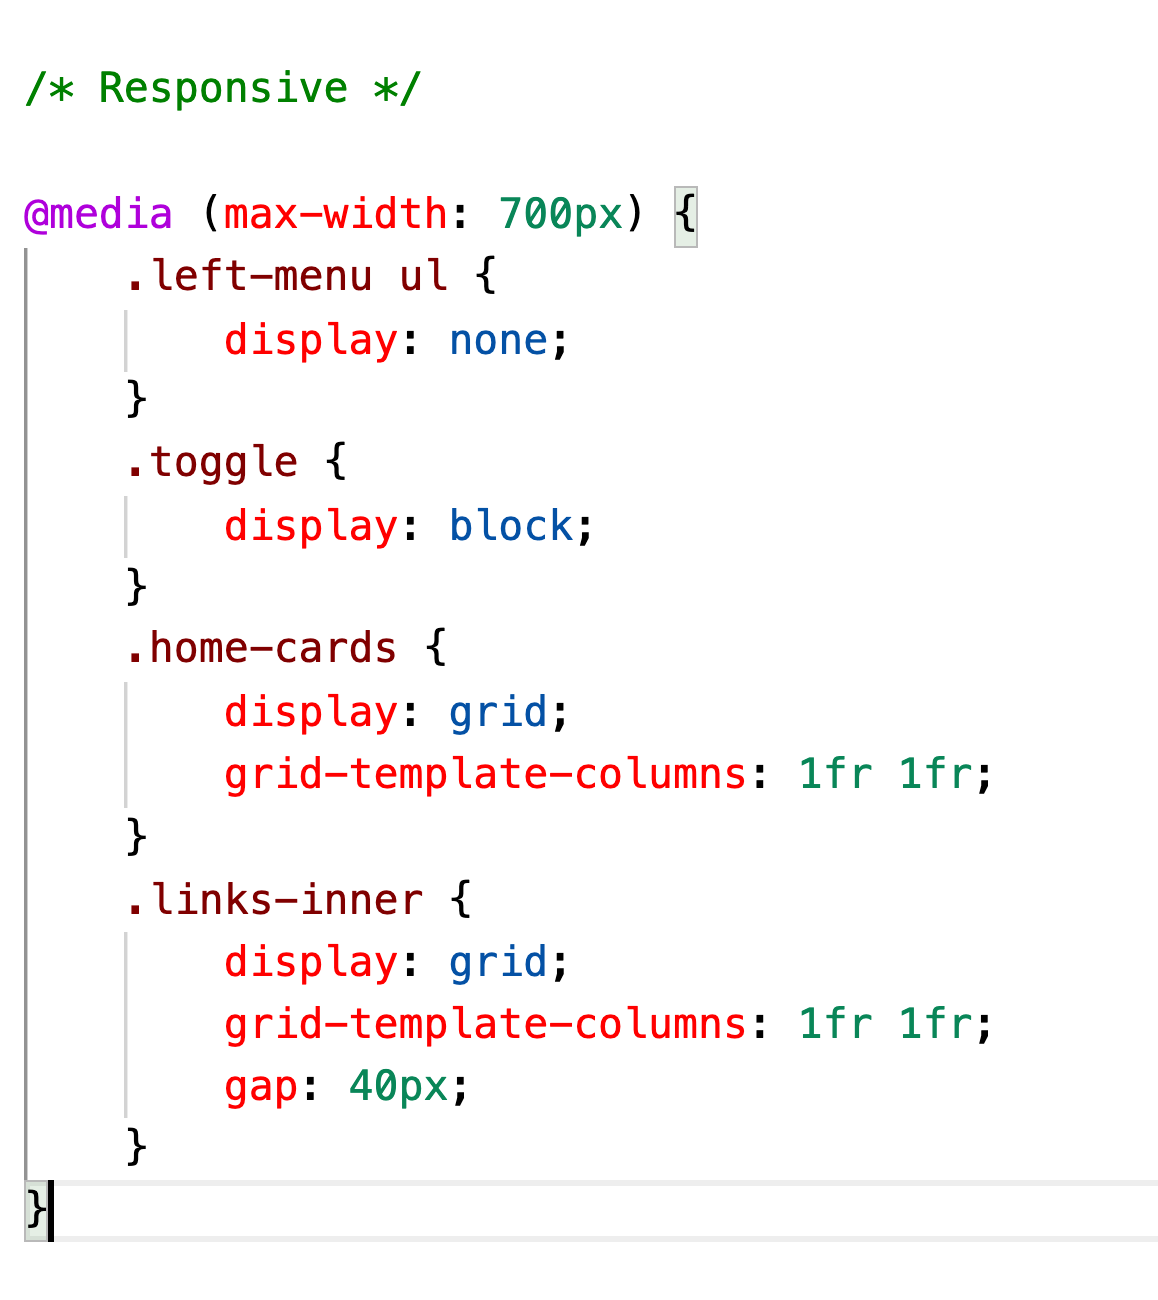 /* Responsive */
@media (max-width: 700px) {
    .left-menu ul {
        display: none;
    }
    .toggle {
        display: block;
    }
    .home-cards {
        display: grid;
        grid-template-columns: 1fr 1fr;
    }
    .links-inner {
        display: grid;
        grid-template-columns: 1fr 1fr;
        gap: 40px;
    }
}